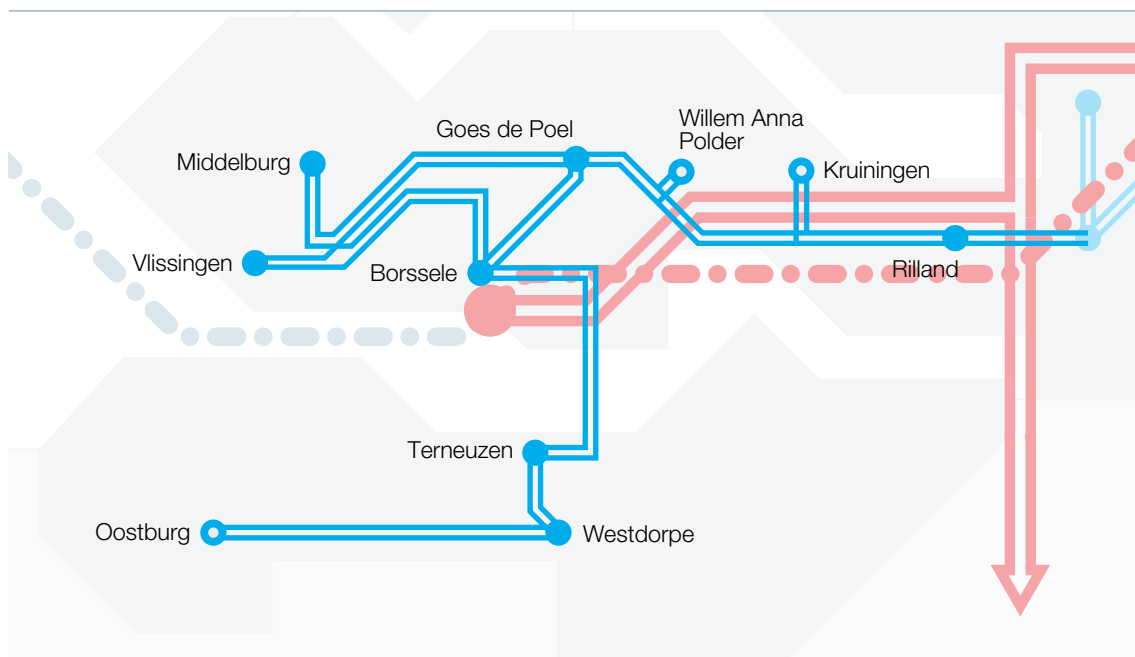 Willem Anna
Polder
Goes de Poel
Middelburg
Kruiningen
Vlissingen
Borssele
Rilland
Terneuzen
Oostburg
Westdorpe